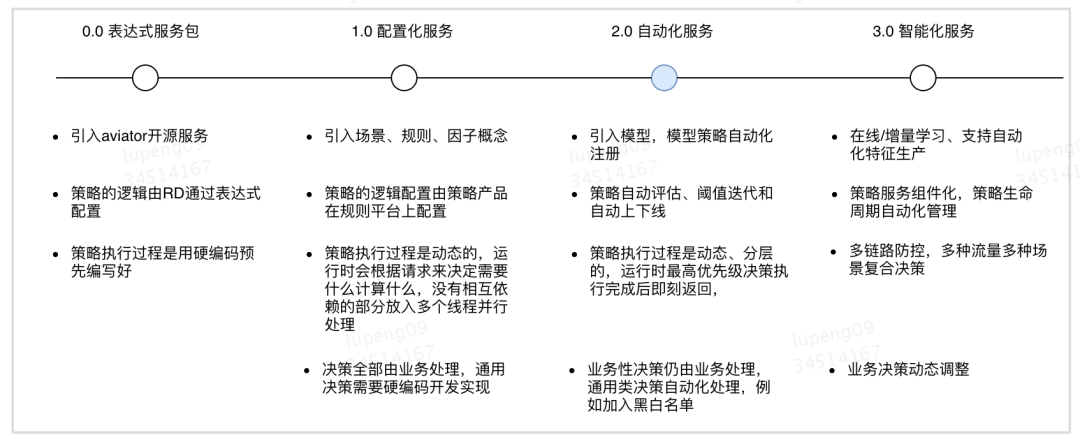 0.0 表达式服务包
1.0 配置化服务
2.0 自动化服务
3.0 智能化服务
引入aviator开源服务
策略的逻辑由RD通过表达式
配置
策略执行过程是用硬编码预
先编写好
引入场景、规则、因子概念
策略的逻辑配置由策略产品
在规则平台上配置
策略执行过程是动态的，运
行时会根据请求来决定需要
什么计算什么，没有相互依
赖的部分放入多个线程并行
处理
决策全部由业务处理，通用
决策需要硬编码开发实现
引入模型，模型策略自动化
注册
策略自动评估、阈值迭代和
自动上下线
策略执行过程是动态、分层
的，运行时最高优先级决策执
行完成后即刻返回，
业务性决策仍由业务处理，
通用类决策自动化处理，例
如加入黑白名单
在线/增量学习、支持自动
化特征生产
策略服务组件化，策略生命
周期自动化管理
多链路防控，多种流量多种场
景复合决策
业务决策动态调整
lupeng09
34514167
lupeng09
34514167
lupeng09
34514167
lupeng09
34514167